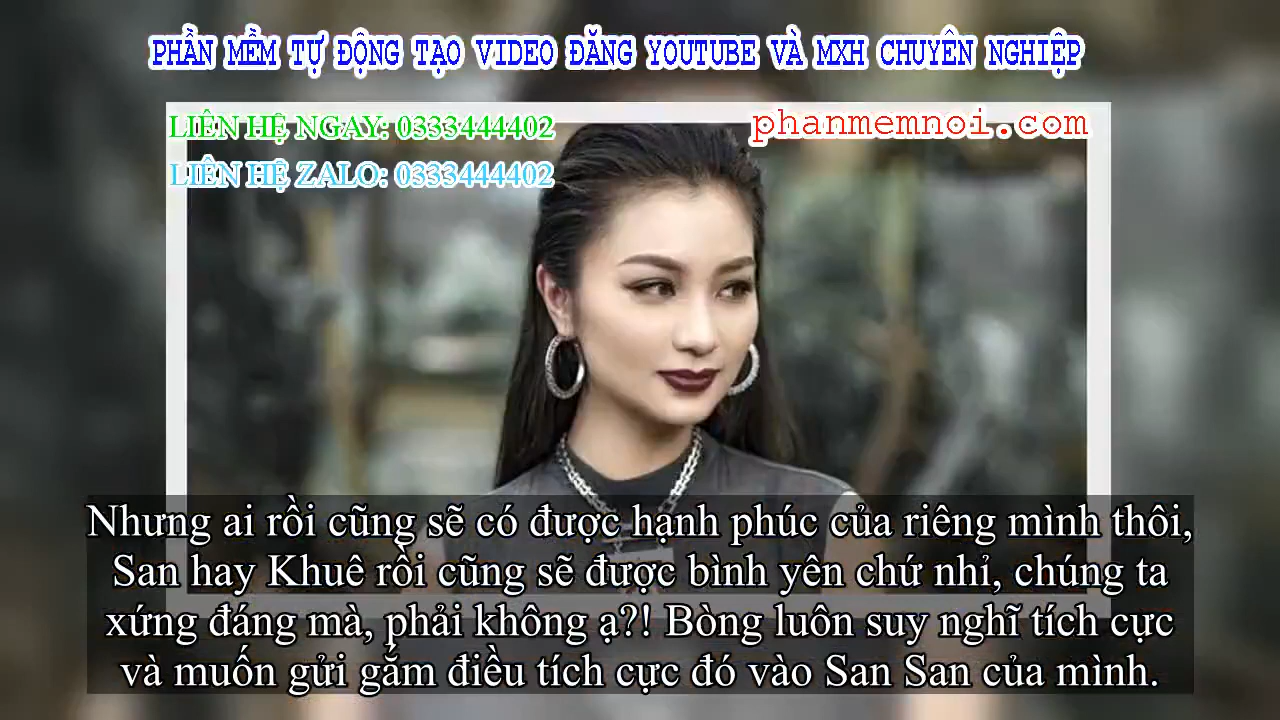 PHẦN MỀM TỰ ĐỘNG TẠO VIDEO ĐĂNG YOUTUBE VÀ MXH CHUYÊN NGHIỆP
LIÊN HỆ NGAY: 0333444402
phanmemnoi.com
LIÊN HỆ ZALO: 0333444402
Nhưng ai rồi cũng sẽ có được hạnh phúc của riêng mình thôi,
San hay Khuê rồi cũng sẽ được bình yên chứ nhỉ, chúng ta
xứng đáng mà, phải không ạ?! Bòng luôn suy nghĩ tích cực
và muốn gửi gắm điều tích cực đó vào San San của mình.